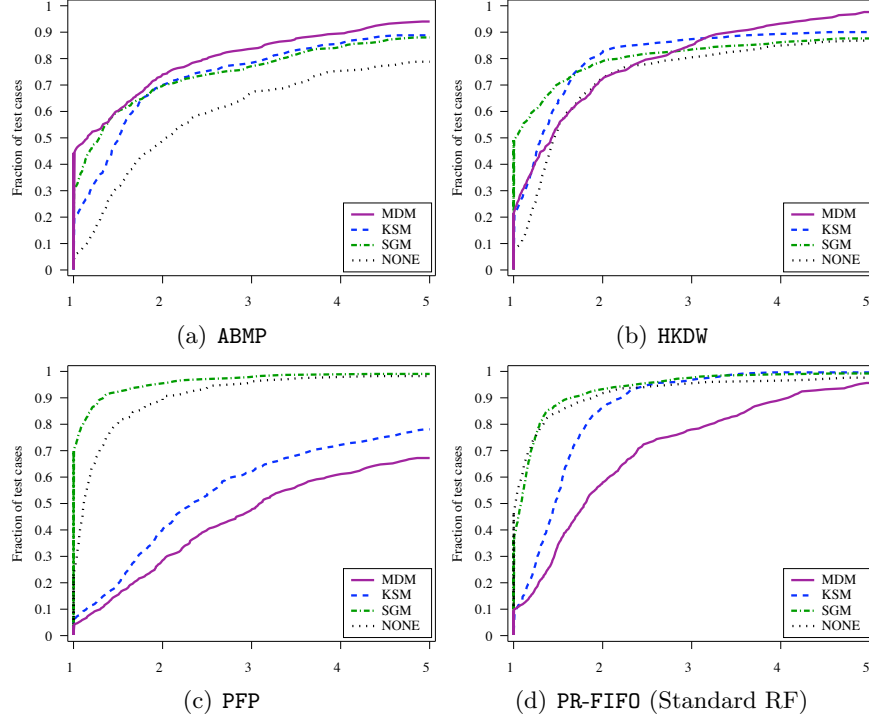 Fraction of test cases
1
0.9
0.8
0.7
0.6
0.5
0.4
0.3
0.2
0.1
0
MDM
KSM
SGM
NONE
1 2 3 4 5
(a) ABMP
Fraction of test cases
1
0.9
0.8
0.7
0.6
0.5
0.4
0.3
0.2
0.1
0
MDM
KSM
SGM
NONE
1 2 3 4 5
(b) HKDW
Fraction of test cases
1
0.9
0.8
0.7
0.6
0.5
0.4
0.3
0.2
0.1
0
MDM
KSM
SGM
NONE
1 2 3 4 5
(c) PFP
Fraction of test cases
1
0.9
0.8
0.7
0.6
0.5
0.4
0.3
0.2
0.1
0
MDM
KSM
SGM
NONE
1 2 3 4 5
(d) PR-FIFO (Standard RF)